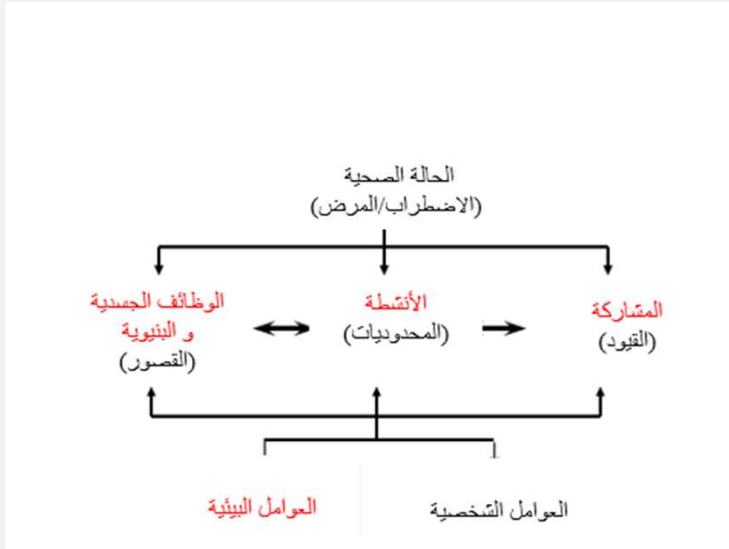 الحالة الصحية
(الاضطراب/المرض)
المشاركة
(القيود)
الأنشطة
(المحدوديات)
الوظائف الجسدية
و البنيوية
(القصور)
العوامل الشخصية
العوامل البيئية